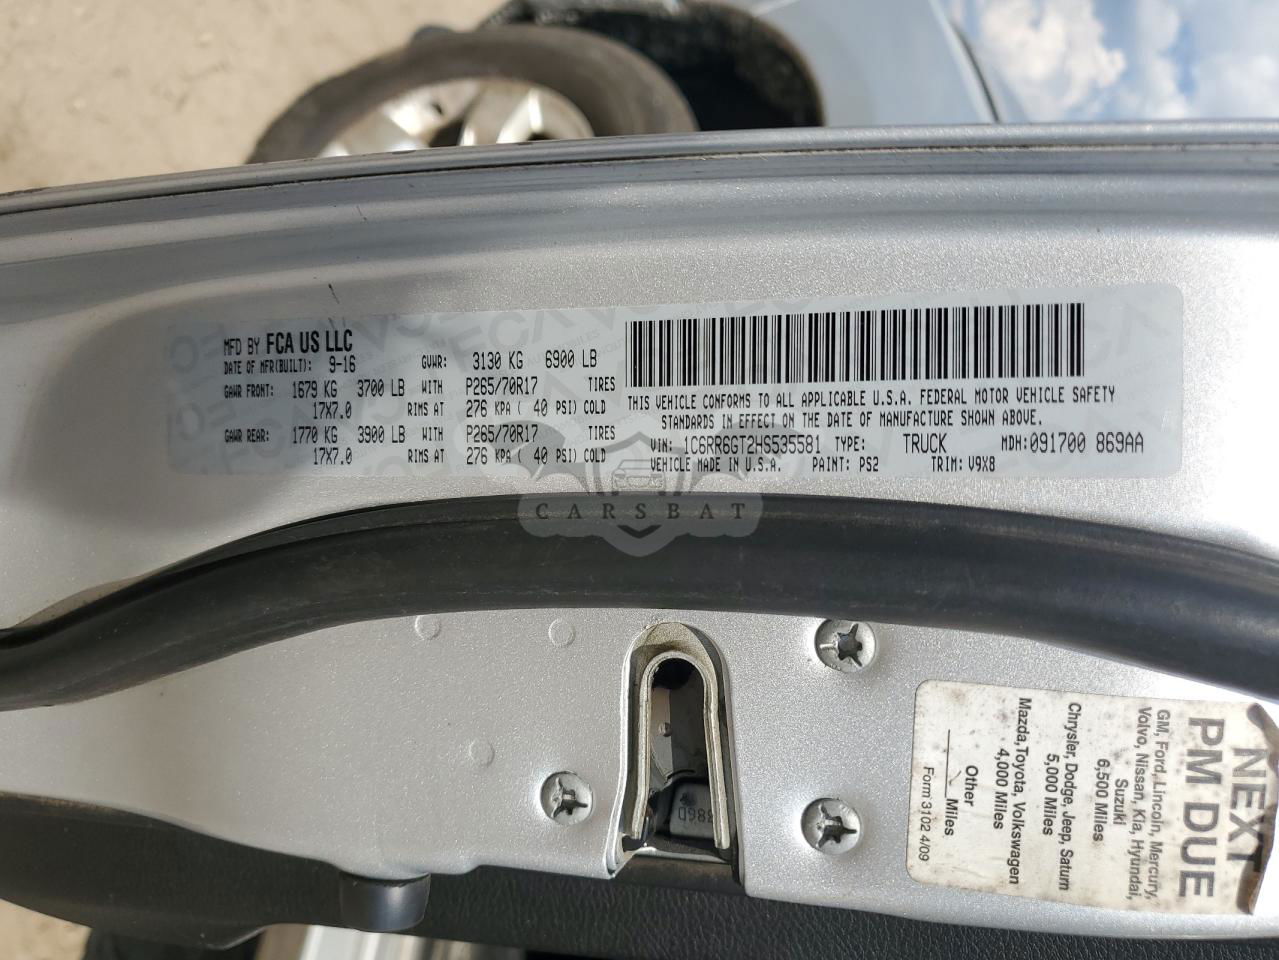 MFD BY FCA US LLC
DATE OF MFR(BUILT): 9-16 GVWR: 3130 KG 6900 LB
GAWR FRONT: 1679 KG 3700 LB WITH P265/70R17 TIRES
17X7.0 RIMS AT 276 KPA ( 40 PSI) COLD
GAWR REAR: 1770 KG 3900 LB WITH P265/70R17 TIRES
17X7.0 RIMS AT 276 KPA ( 40 PSI) COLD
THIS VEHICLE CONFORMS TO ALL APPLICABLE U.S.A. FEDERAL MOTOR VEHICLE SAFETY
STANDARDS IN EFFECT ON THE DATE OF MANUFACTURE SHOWN ABOVE.
VIN: 1C6RR6GT2HS535581 TYPE: TRUCK MDH: 091700 869AA
VEHICLE MADE IN U.S.A. PAINT: PS2 TRIM: V9X8
CARSBAT
NEXT
PM DUE
GM, Ford, Lincoln, Mercury,
Volvo, Nissan, Kia, Hyundai,
Suzuki
6,500 Miles
Chrysler, Dodge, Jeep, Saturn
5,000 Miles
Mazda, Toyota, Volkswagen
4,000 Miles
Other
Miles
Form 3102 4/09